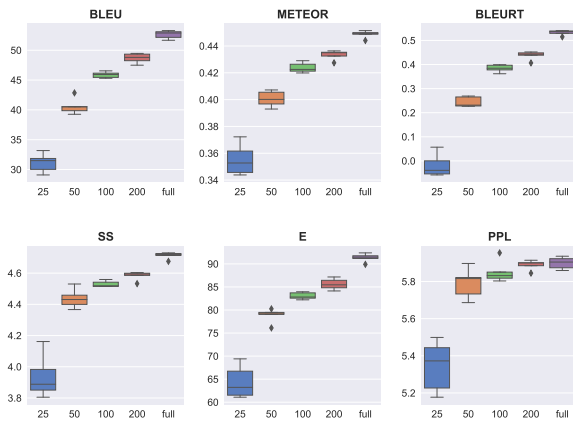 BLEU
50
45
40
35
30
25 50 100 200 full
METEOR
0.44
0.42
0.40
0.38
0.36
0.34
25 50 100 200 full
BLEURT
0.5
0.4
0.3
0.2
0.1
0.0
25 50 100 200 full
SS
4.6
4.4
4.2
4.0
3.8
25 50 100 200 full
E
90
85
80
75
70
65
60
25 50 100 200 full
PPL
5.8
5.6
5.4
5.2
25 50 100 200 full